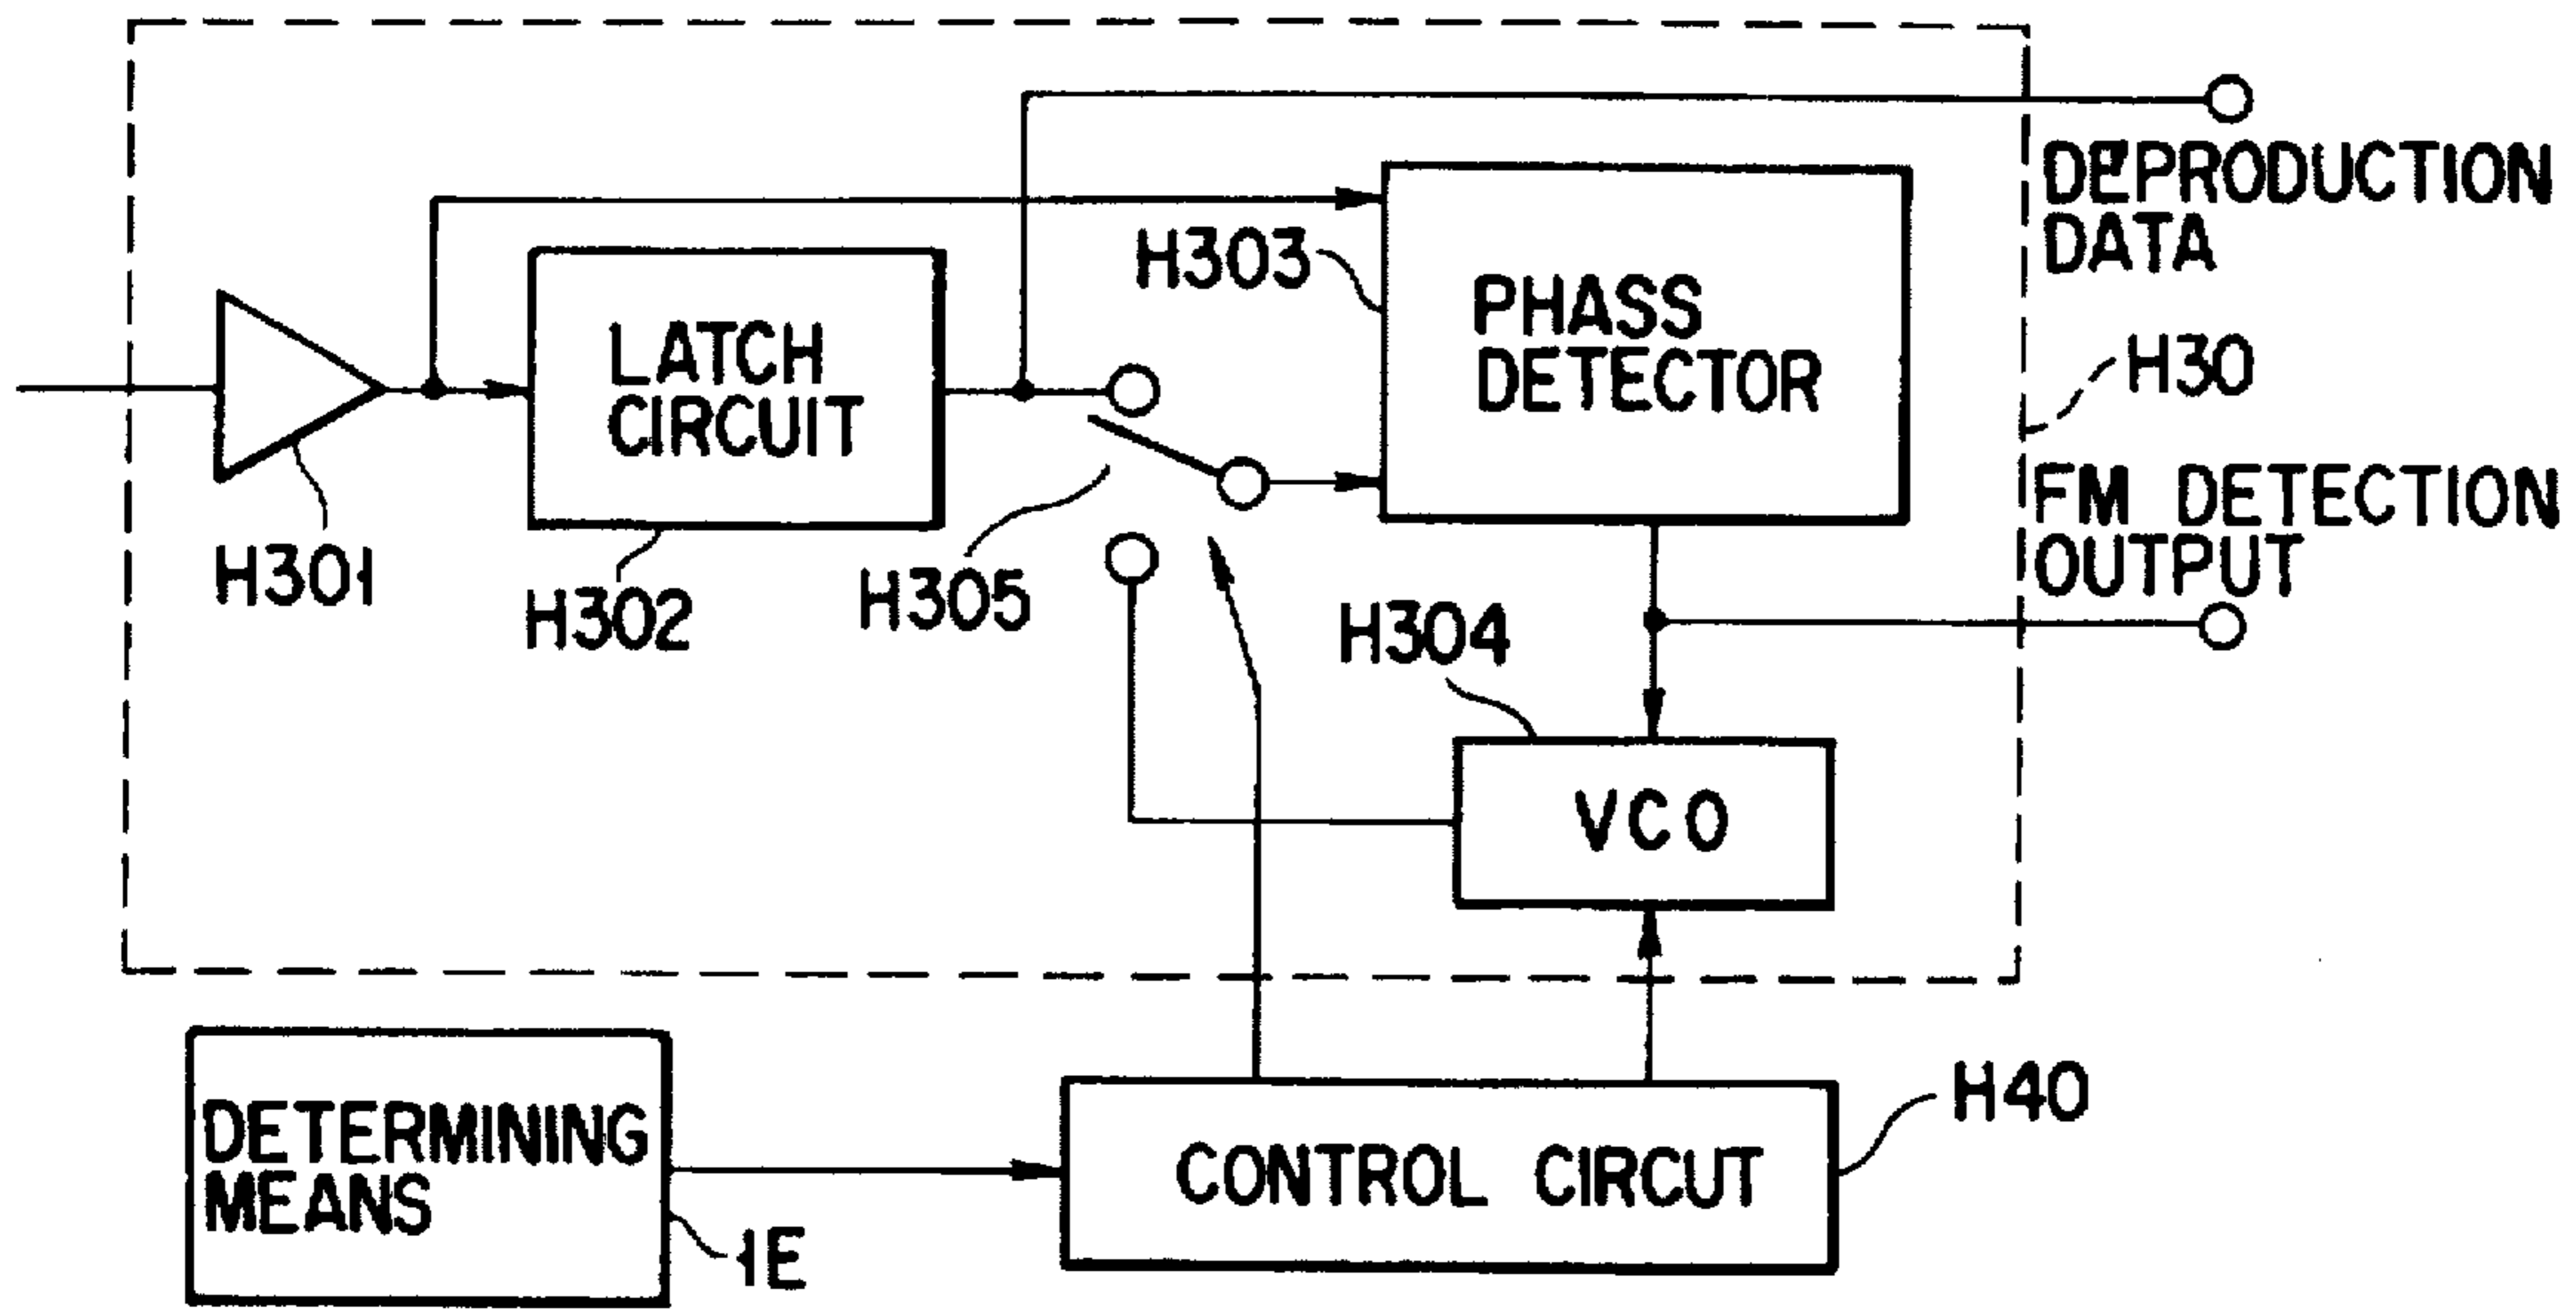 DEPRODUCTION
DATA
H303
PHASS
DETECTOR
LATCH
CIRCUIT
H30
FM DETECTION
OUTPUT
H301
H302
H305
H304
VCO
DETERMINING
MEANS
1E
CONTROL CIRCUT
H40